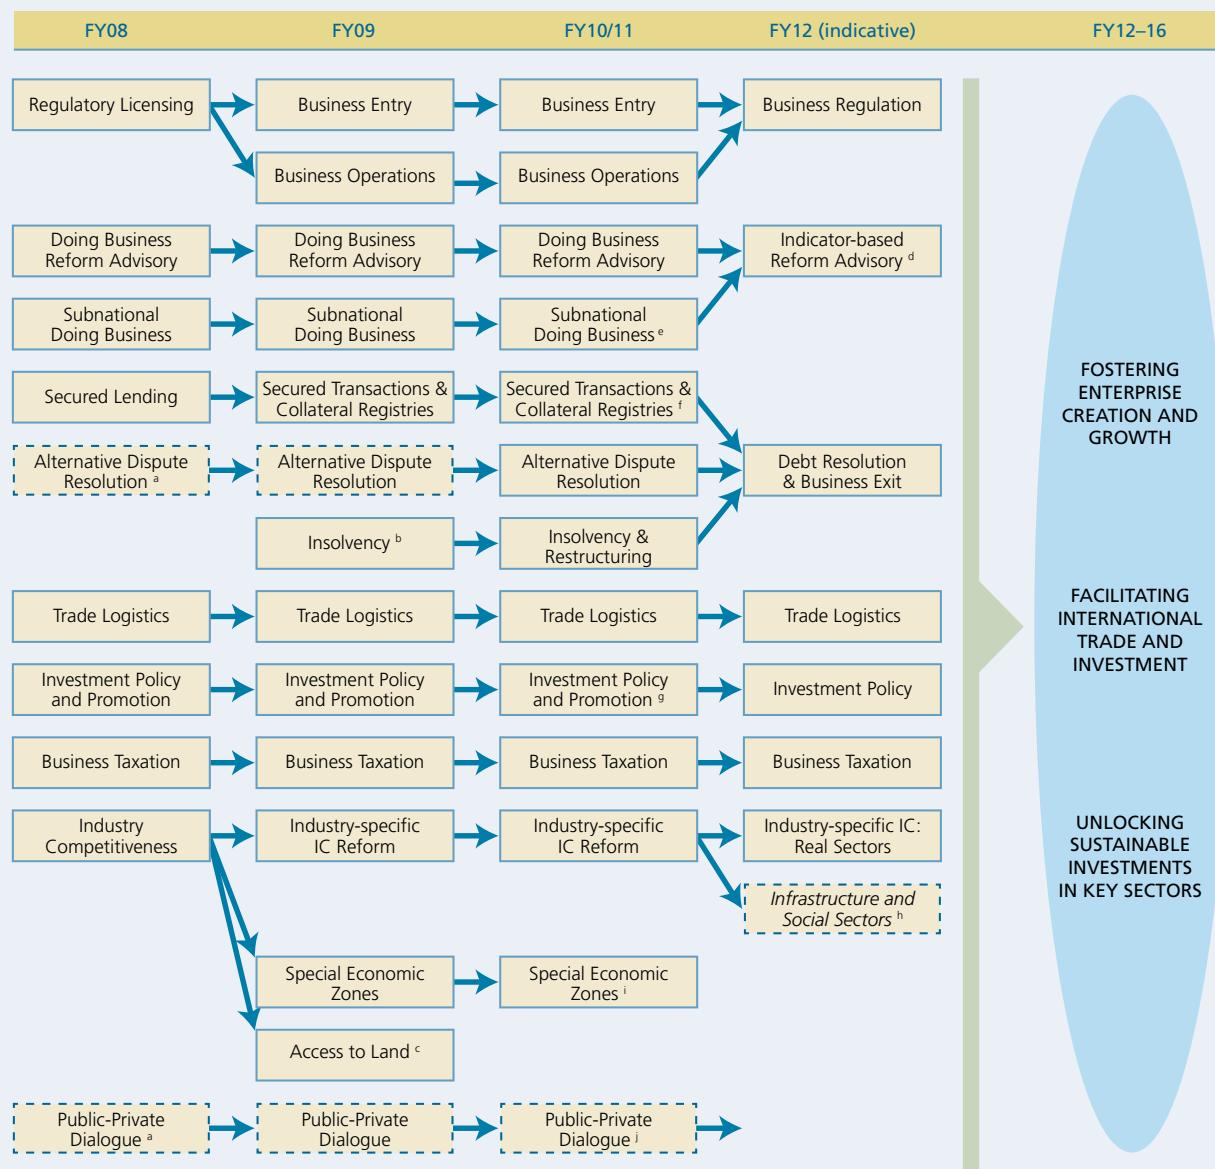 FY08 FY09 FY10/11 FY12 (indicative) FY12–16
Regulatory Licensing
Business Entry
Business Entry
Business Regulation
Business Operations
Business Operations
Doing Business
Reform Advisory
Doing Business
Reform Advisory
Doing Business
Reform Advisory
Indicator-based
Reform Advisory d
Subnational
Doing Business
Subnational
Doing Business
Subnational
Doing Business e
Secured Lending
Secured Transactions &
Collateral Registries
Secured Transactions &
Collateral Registries f
Alternative Dispute
Resolution a
Alternative Dispute
Resolution
Alternative Dispute
Resolution
Debt Resolution
& Business Exit
Insolvency b
Insolvency &
Restructuring
Trade Logistics
Trade Logistics
Trade Logistics
Trade Logistics
Investment Policy
and Promotion
Investment Policy
and Promotion
Investment Policy
and Promotion g
Investment Policy
Business Taxation
Business Taxation
Business Taxation
Business Taxation
Industry
Competitiveness
Industry-specific
IC Reform
Industry-specific
IC Reform
Industry-specific IC:
Real Sectors
Infrastructure and
Social Sectors h
Special Economic
Zones
Special Economic
Zones i
Access to Land c
Public-Private
Dialogue a
Public-Private
Dialogue
Public-Private
Dialogue j
FOSTERING
ENTERPRISE
CREATION AND
GROWTH
FACILITATING
INTERNATIONAL
TRADE AND
INVESTMENT
UNLOCKING
SUSTAINABLE
INVESTMENTS
IN KEY SECTORS